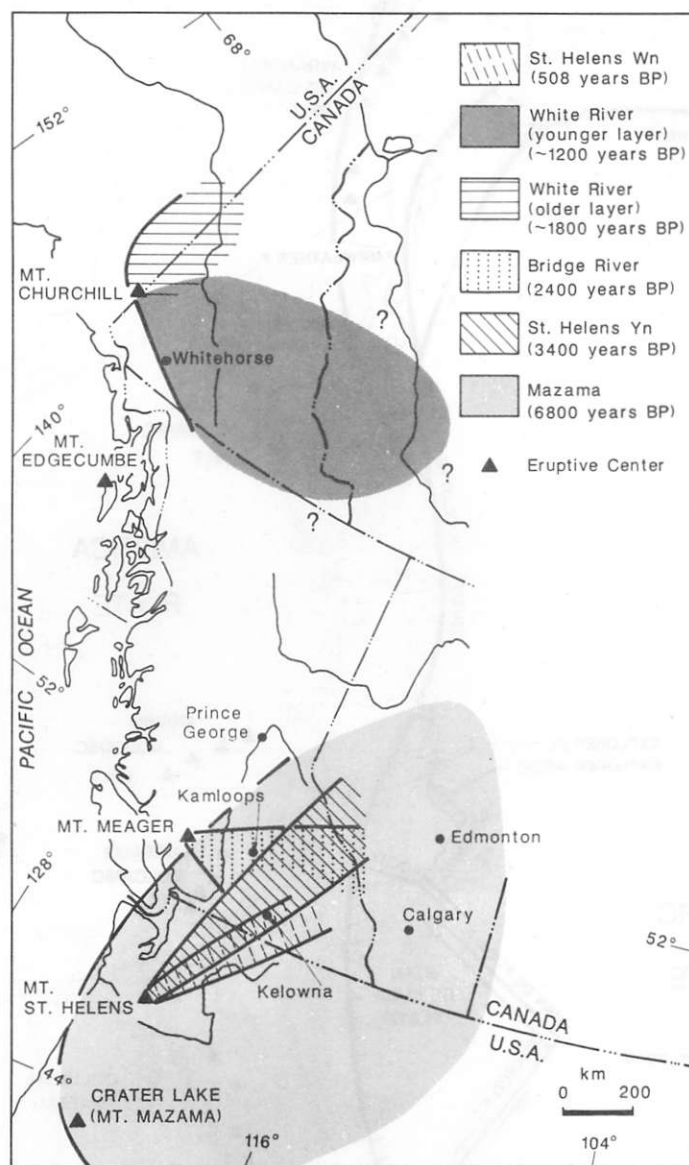 68°
U.S.A.
CANADA
152°
St. Helens Wn
(508 years BP)
White River
(younger layer)
(~1200 years BP)
White River
(older layer)
(~1800 years BP)
Bridge River
(2400 years BP)
St. Helens Yn
(3400 years BP)
Mazama
(6800 years BP)
Eruptive Center
MT.
CHURCHILL
Whitehorse
?
140°
MT.
EDGECUMBE
?
?
PACIFIC OCEAN
52°
Prince
George
Kamloops
MT. MEAGER
Edmonton
128°
Calgary
52°
Kelowna
MT.
ST. HELENS
CANADA
U.S.A.
44°
CRATER LAKE
(MT. MAZAMA)
km
0 200
116°
104°